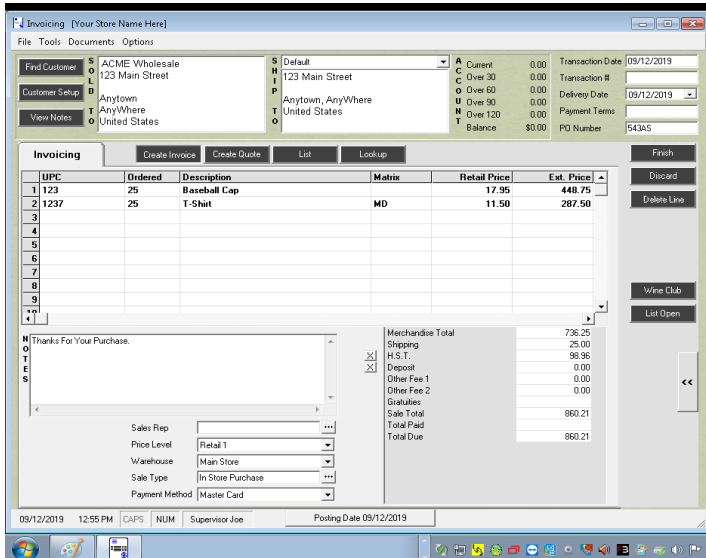 Invoicing [Your Store Name Here]
File Tools Documents Options
Find Customer
Customer Setup
View Notes
SOLD TO
ACME Wholesale
123 Main Street
Anytown
AnyWhere
United States
SHIP TO
Default
123 Main Street
Anytown, AnyWhere
United States
ACCOUNT
Current 0.00
Over 30 0.00
Over 60 0.00
Over 90 0.00
Over 120 0.00
Balance $0.00
Transaction Date 09/12/2019
Transaction #
Delivery Date 09/12/2019
Payment Terms
PO Number 543AS
Invoicing Create Invoice Create Quote List Lookup
Finish
Discard
Delete Line
Wine Club
List Open
<<
UPC Ordered Description Matrix Retail Price Ext. Price
1 123 25 Baseball Cap 17.95 448.75
2 1237 25 T-Shirt MD 11.50 287.50
3
4
5
6
7
8
9
10
NOTES
Thanks For Your Purchase.
Merchandise Total 736.25
Shipping 25.00
X H.S.T. 98.96
X Deposit 0.00
Other Fee 1 0.00
Other Fee 2 0.00
Gratuities
Sale Total 860.21
Total Paid
Total Due 860.21
Sales Rep ...
Price Level Retail 1
Warehouse Main Store
Sale Type In Store Purchase ...
Payment Method Master Card
09/12/2019 12:55 PM CAPS NUM Supervisor Joe Posting Date 09/12/2019